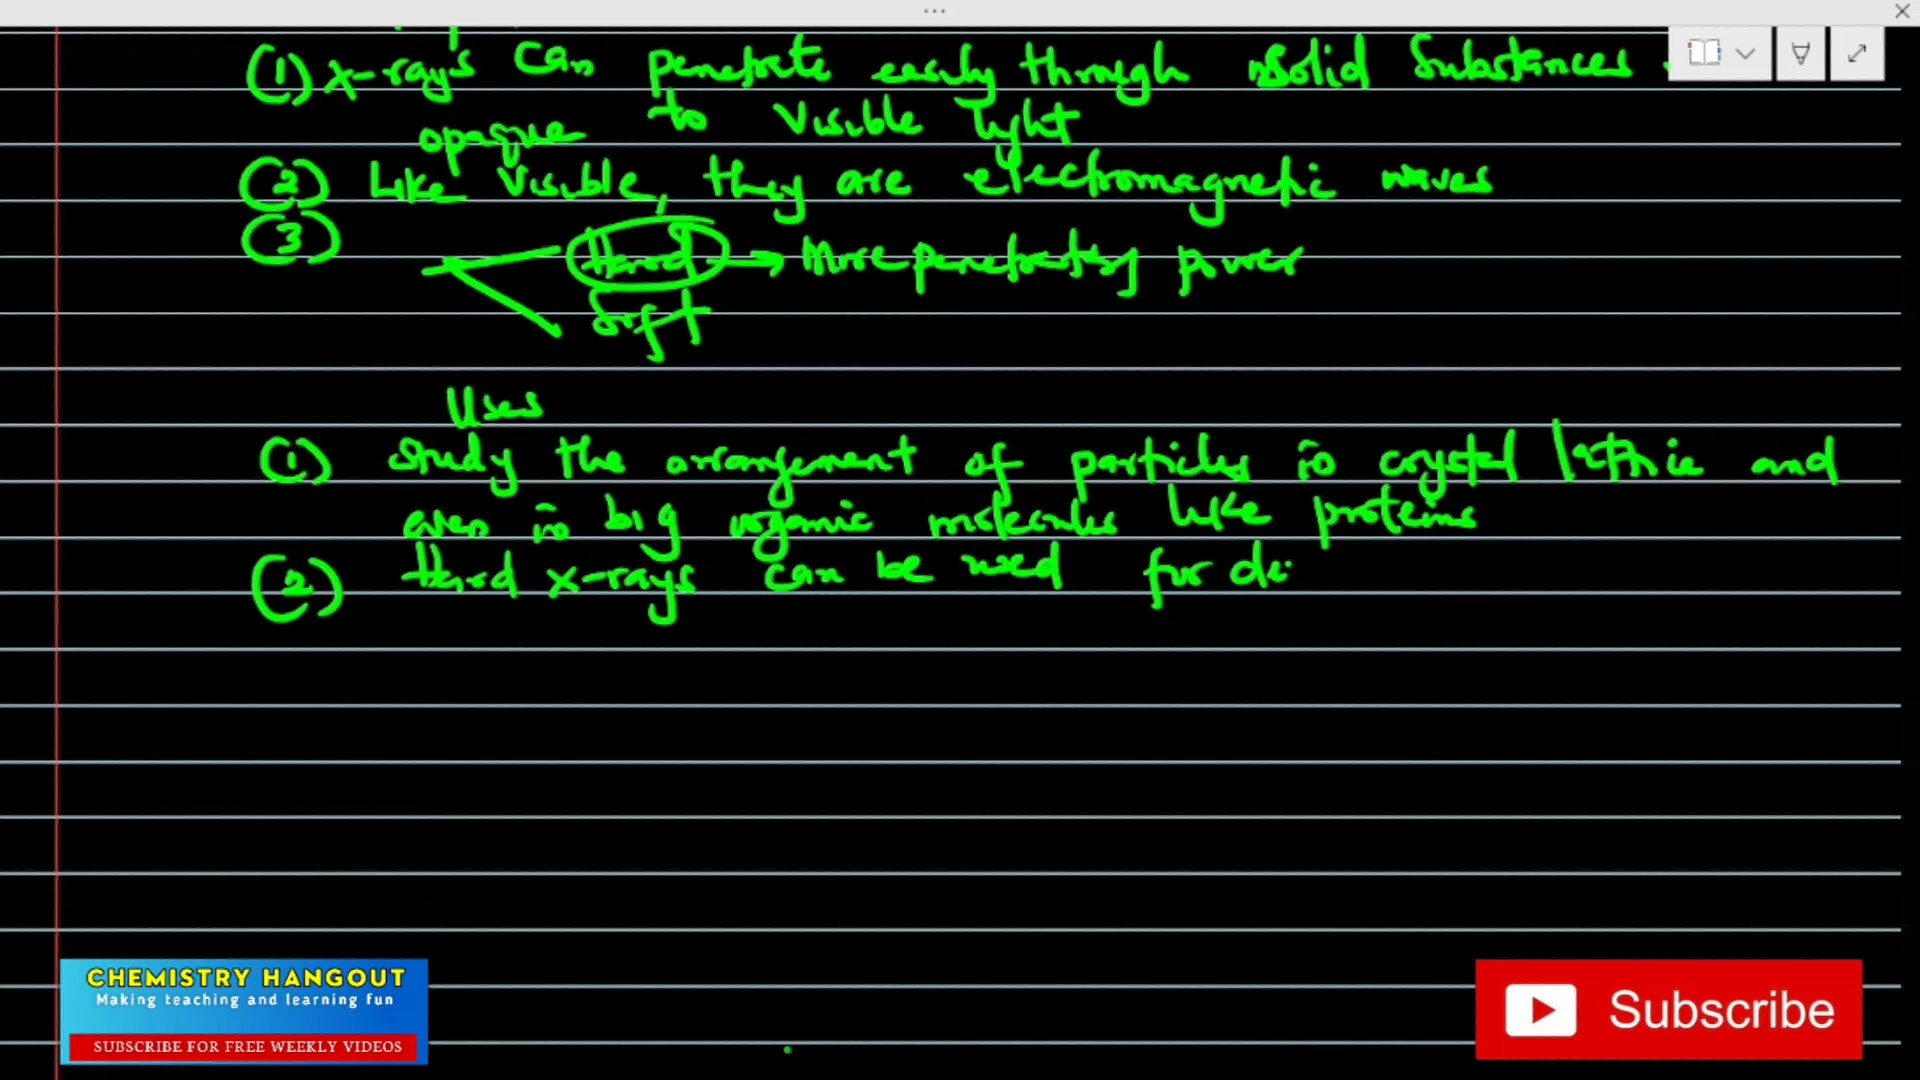 (1) X-rays can penetrate easily through solid substances
opaque to visible light
(2) Like visible, they are electromagnetic waves
(3)
Hard → More penetrating power
Soft
Uses
(1) Study the arrangement of particles in crystal lattice and
even in big organic molecules like proteins
(2) Hard x-rays can be used for de
CHEMISTRY HANGOUT
Making teaching and learning fun
SUBSCRIBE FOR FREE WEEKLY VIDEOS
Subscribe